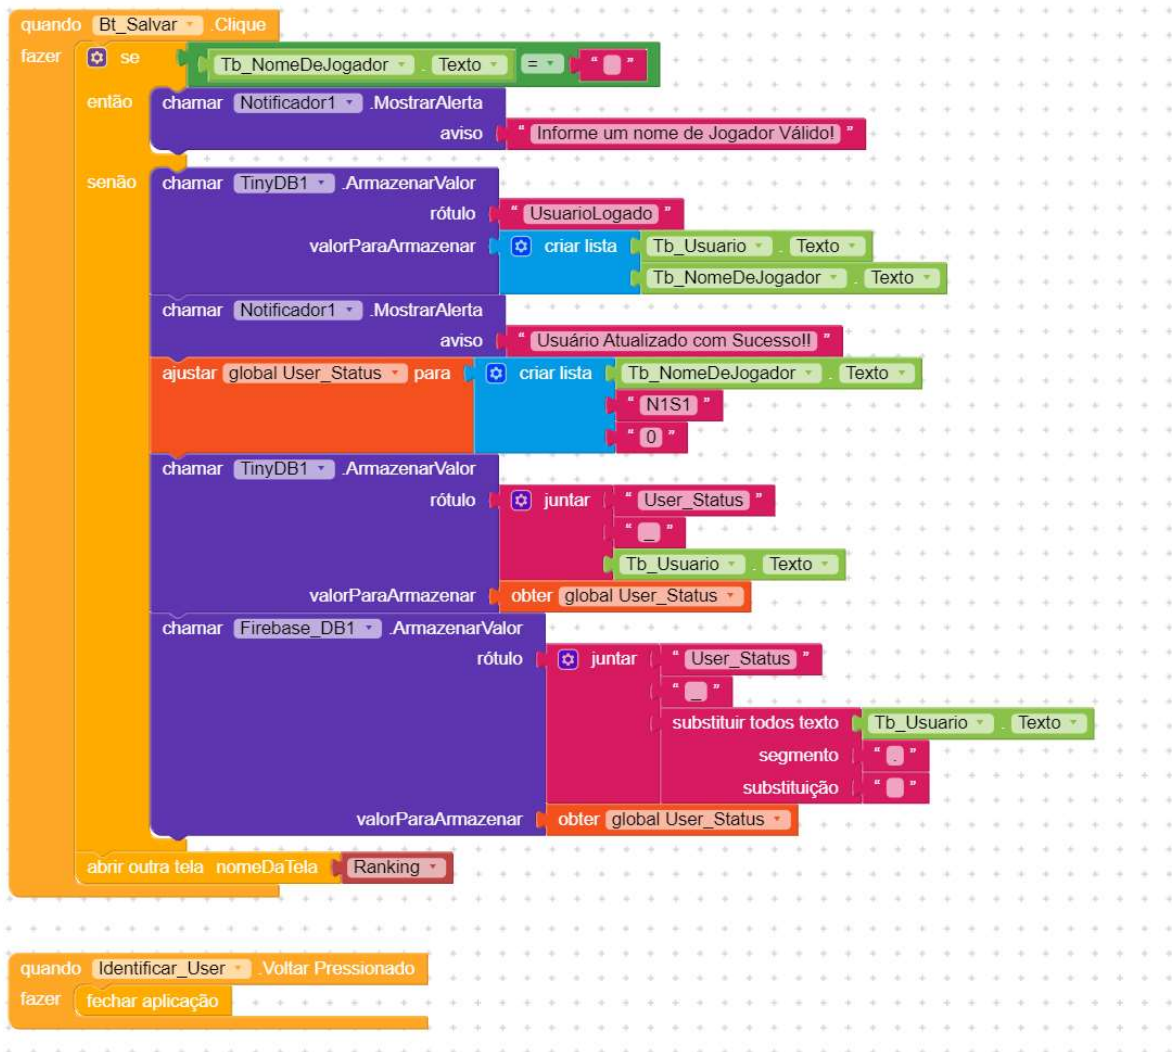 quando Bt_Salvar .Clique
fazer se Tb_NomeDeJogador . Texto = " "
então chamar Notificador1 .MostrarAlerta
aviso " Informe um nome de Jogador Válido! "
senão chamar TinyDB1 .ArmazenarValor
rótulo " UsuarioLogado "
valorParaArmazenar criar lista Tb_Usuario . Texto
Tb_NomeDeJogador . Texto
chamar Notificador1 .MostrarAlerta
aviso " Usuário Atualizado com Sucesso!! "
ajustar global User_Status para criar lista Tb_NomeDeJogador . Texto
" N1S1 "
" 0 "
chamar TinyDB1 .ArmazenarValor
rótulo juntar " User_Status "
" _ "
Tb_Usuario . Texto
valorParaArmazenar obter global User_Status
chamar Firebase_DB1 .ArmazenarValor
rótulo juntar " User_Status "
" _ "
substituir todos texto Tb_Usuario . Texto
segmento " . "
substituição " "
valorParaArmazenar obter global User_Status
abrir outra tela nomeDaTela Ranking
quando Identificar_User .Voltar Pressionado
fazer fechar aplicação